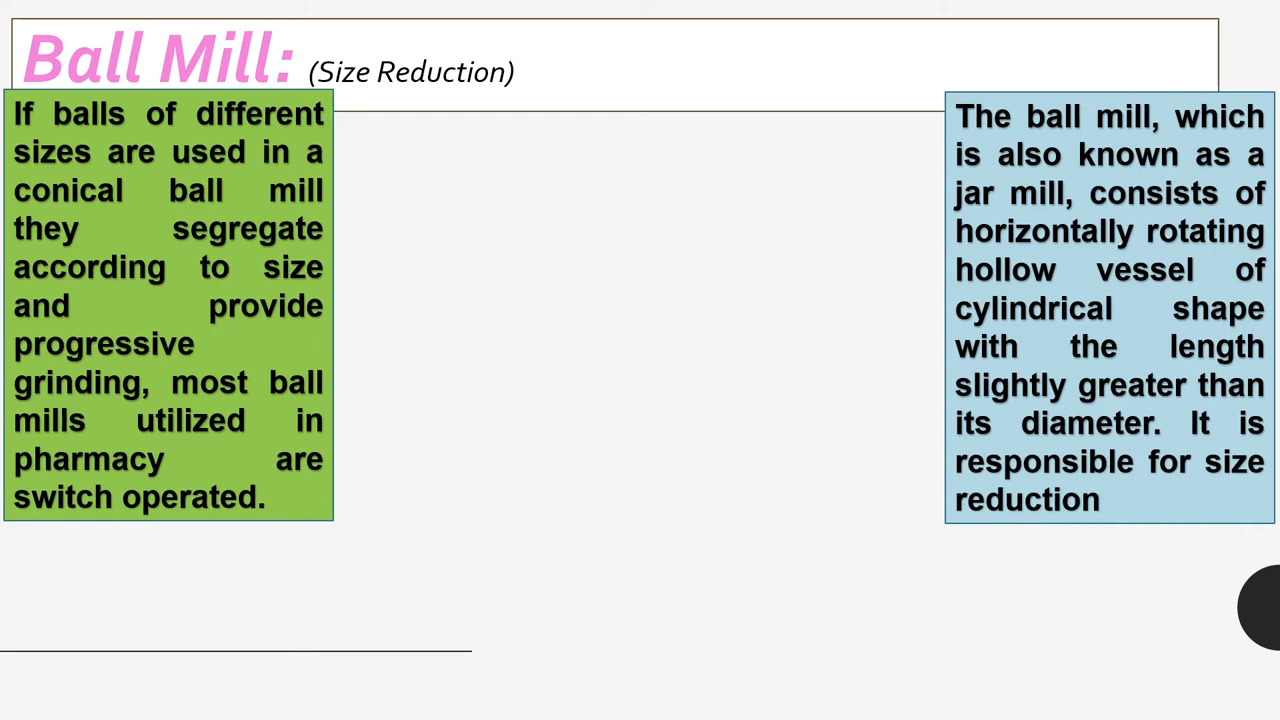 Ball Mill: (Size Reduction)
If balls of different
sizes are used in a
conical ball mill
they segregate
according to size
and provide
progressive
grinding, most ball
mills utilized in
pharmacy are
switch operated.
The ball mill, which
is also known as a
jar mill, consists of
horizontally rotating
hollow vessel of
cylindrical shape
with the length
slightly greater than
its diameter. It is
responsible for size
reduction